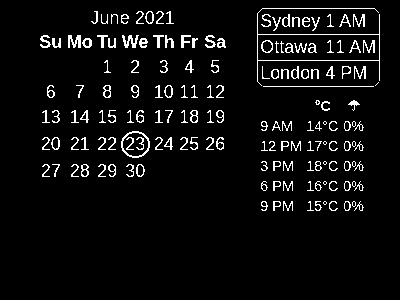 June 2021
Su Mo Tu We Th Fr Sa
1 2 3 4 5
6 7 8 9 10 11 12
13 14 15 16 17 18 19
20 21 22 23 24 25 26
27 28 29 30
Sydney 1 AM
Ottawa 11 AM
London 4 PM
°C ☂
9 AM 14°C 0%
12 PM 17°C 0%
3 PM 18°C 0%
6 PM 16°C 0%
9 PM 15°C 0%